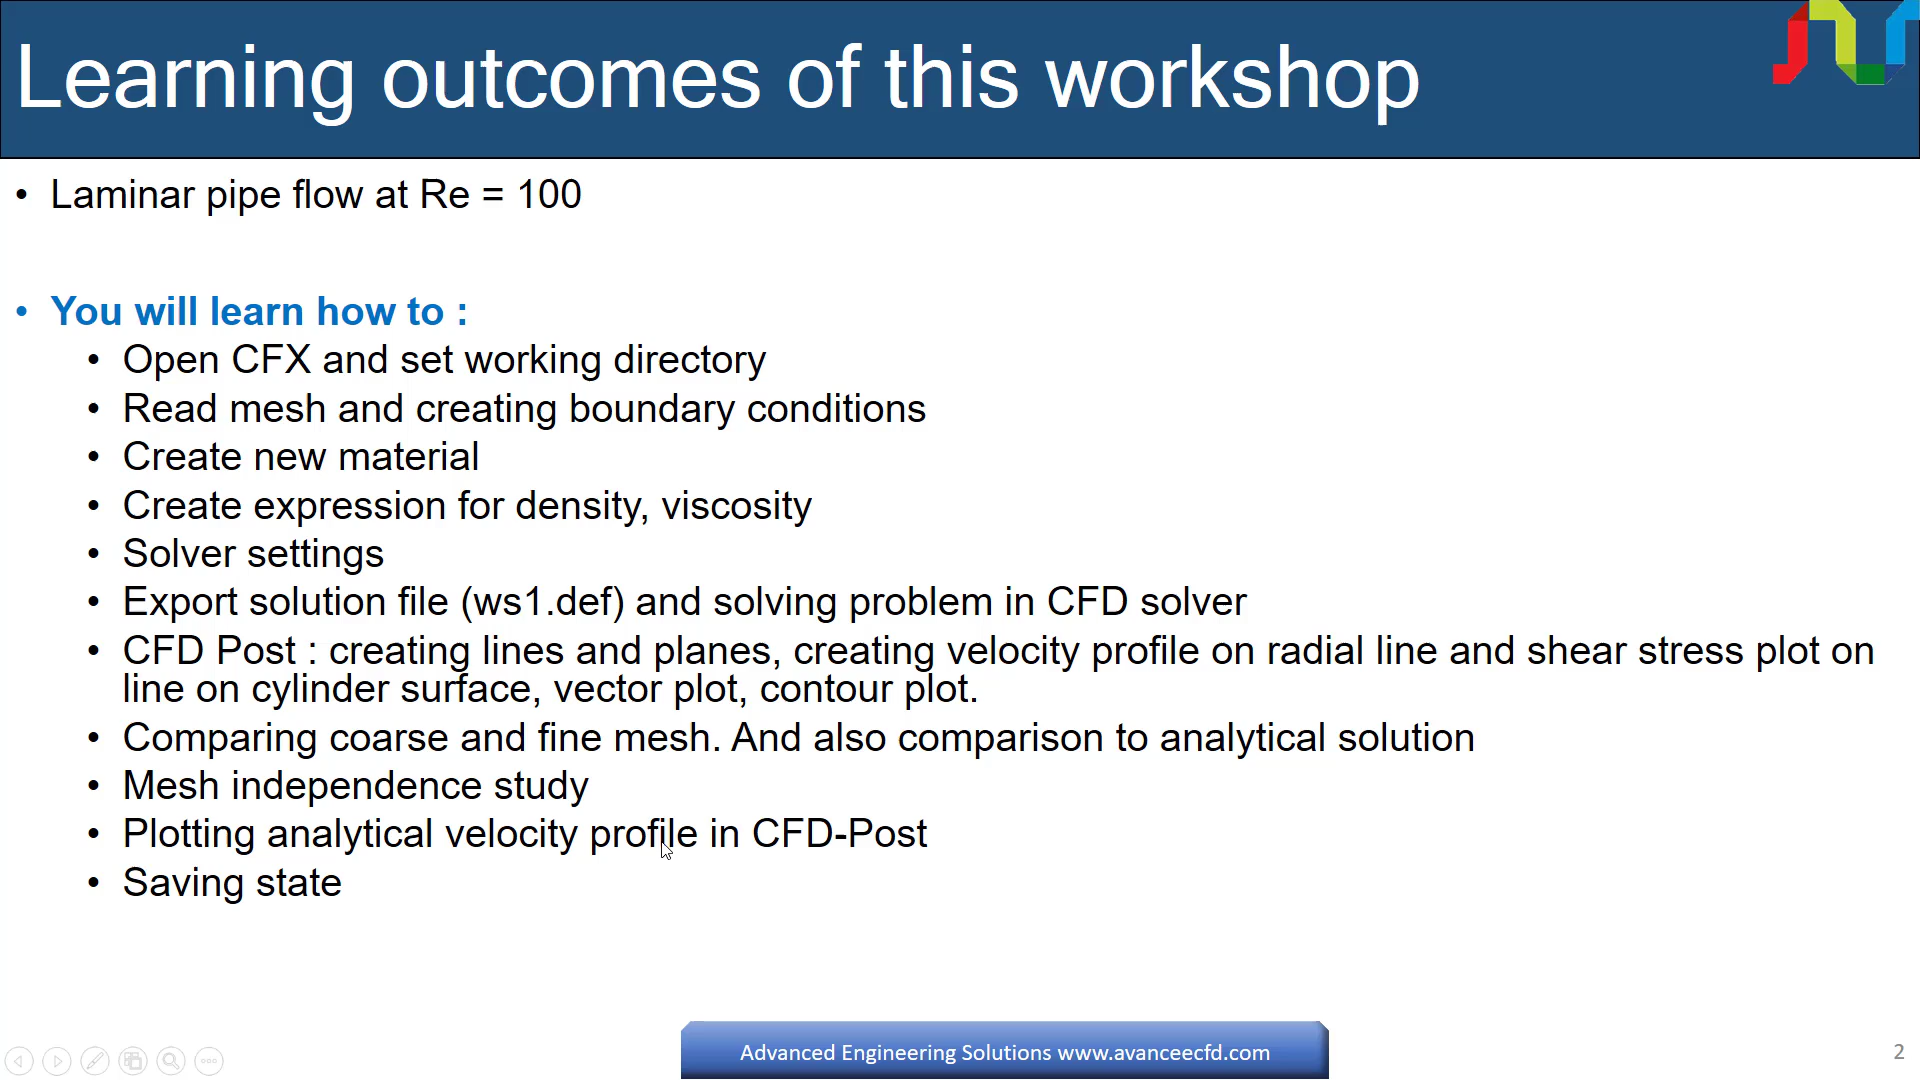 Learning outcomes of this workshop
• Laminar pipe flow at Re = 100
• You will learn how to :
• Open CFX and set working directory
• Read mesh and creating boundary conditions
• Create new material
• Create expression for density, viscosity
• Solver settings
• Export solution file (ws1.def) and solving problem in CFD solver
• CFD Post : creating lines and planes, creating velocity profile on radial line and shear stress plot on
line on cylinder surface, vector plot, contour plot.
• Comparing coarse and fine mesh. And also comparison to analytical solution
• Mesh independence study
• Plotting analytical velocity profile in CFD-Post
• Saving state
Advanced Engineering Solutions www.avanceecfd.com
2